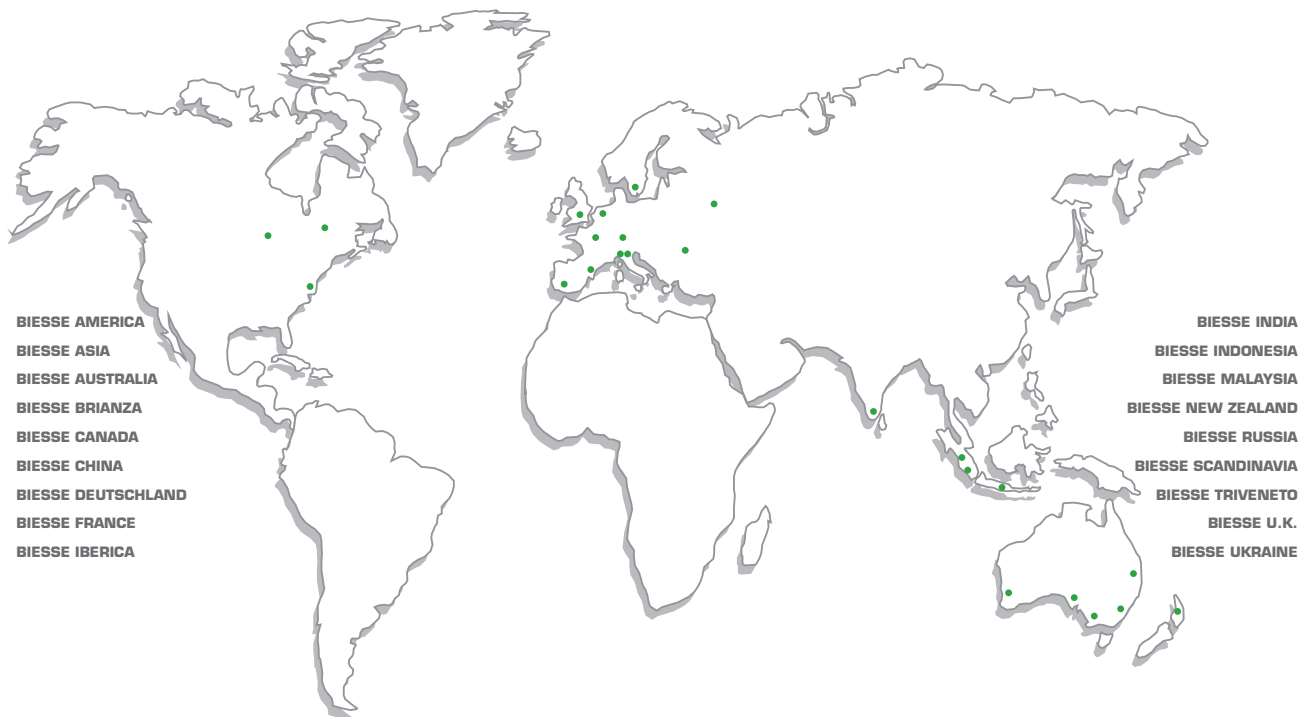 BIESSE AMERICA
BIESSE ASIA
BIESSE AUSTRALIA
BIESSE BRIANZA
BIESSE CANADA
BIESSE CHINA
BIESSE DEUTSCHLAND
BIESSE FRANCE
BIESSE IBERICA
BIESSE INDIA
BIESSE INDONESIA
BIESSE MALAYSIA
BIESSE NEW ZEALAND
BIESSE RUSSIA
BIESSE SCANDINAVIA
BIESSE TRIVENETO
BIESSE U.K.
BIESSE UKRAINE